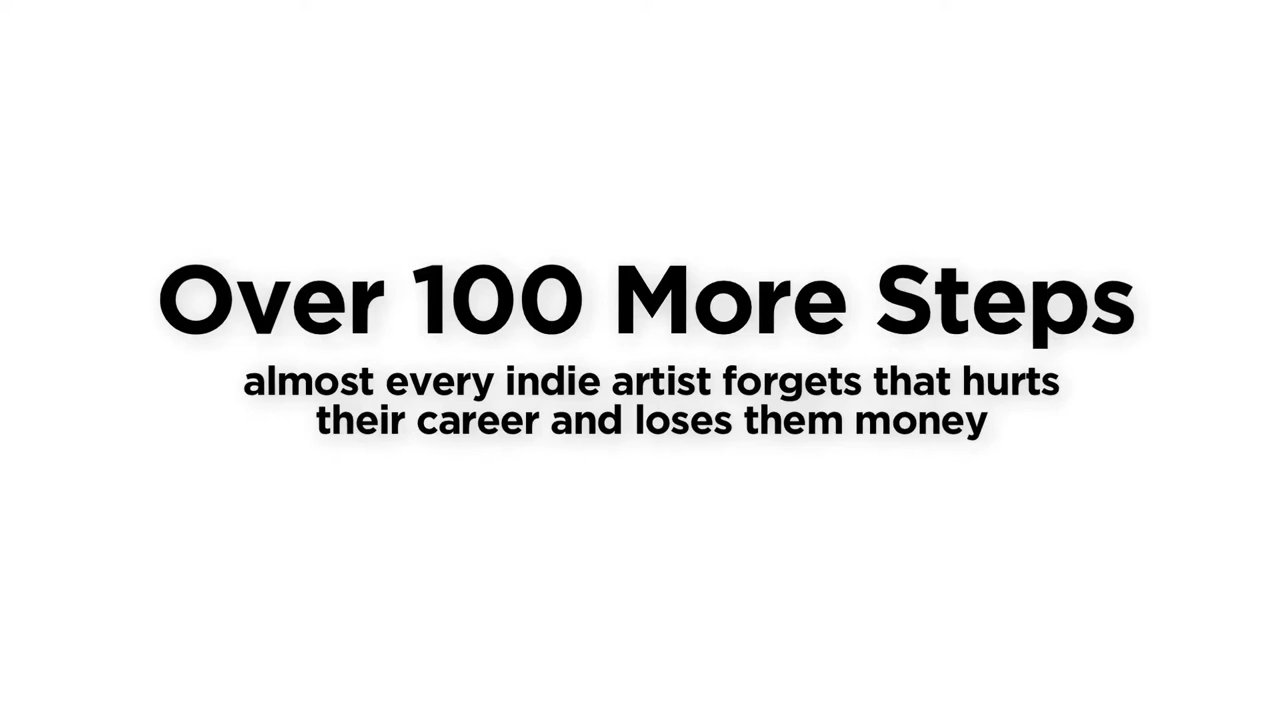 Over 100 More Steps
almost every indie artist forgets that hurts
their career and loses them money